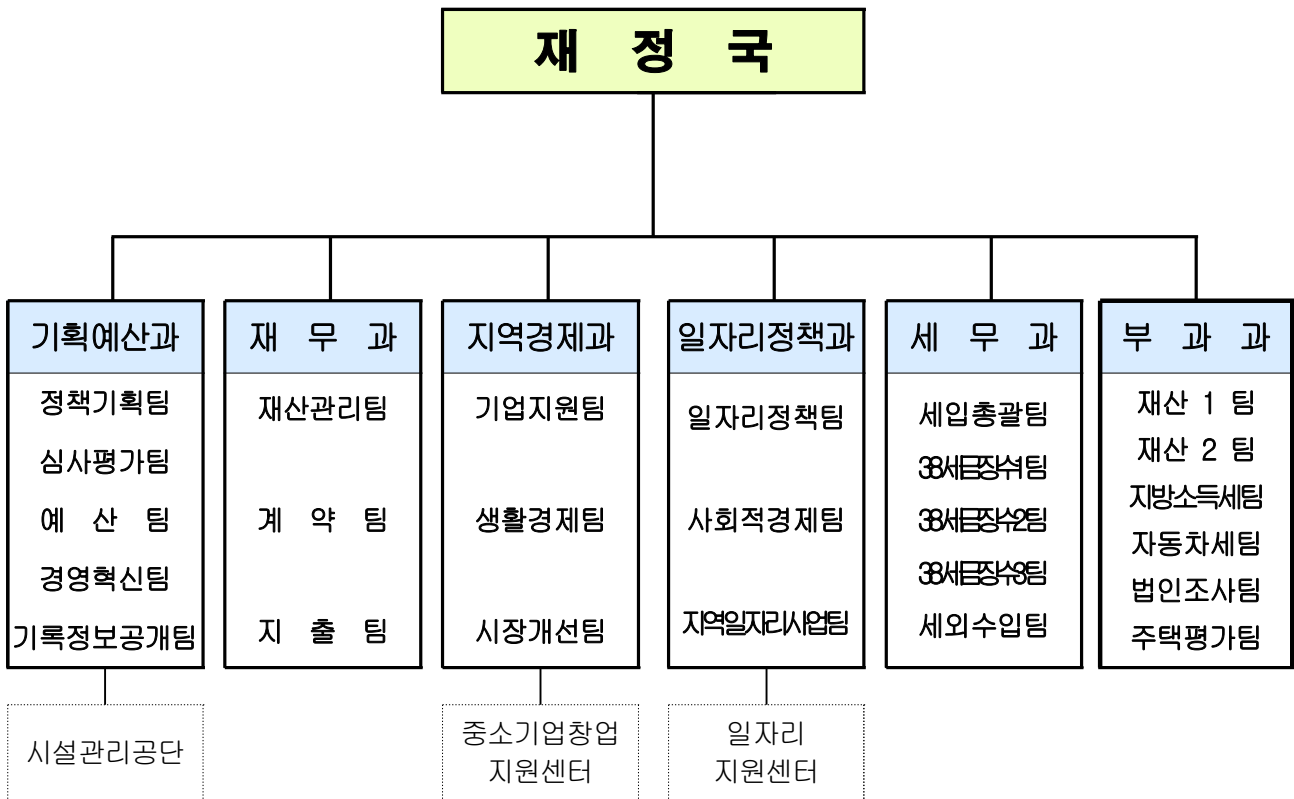 재 정 국
기획예산과
정책기획팀
심사평가팀
예 산 팀
경영혁신팀
기록정보공개팀
시설관리공단
재 무 과
재산관리팀
계 약 팀
지 출 팀
지역경제과
기업지원팀
생활경제팀
시장개선팀
중소기업창업
지원센터
일자리정책과
일자리정책팀
사회적경제팀
지역일자리사업팀
일자리
지원센터
세 무 과
세입총괄팀
38세금징수1팀
38세금징수2팀
38세금징수3팀
세외수입팀
부 과 과
재산 1 팀
재산 2 팀
지방소득세팀
자동차세팀
법인조사팀
주택평가팀